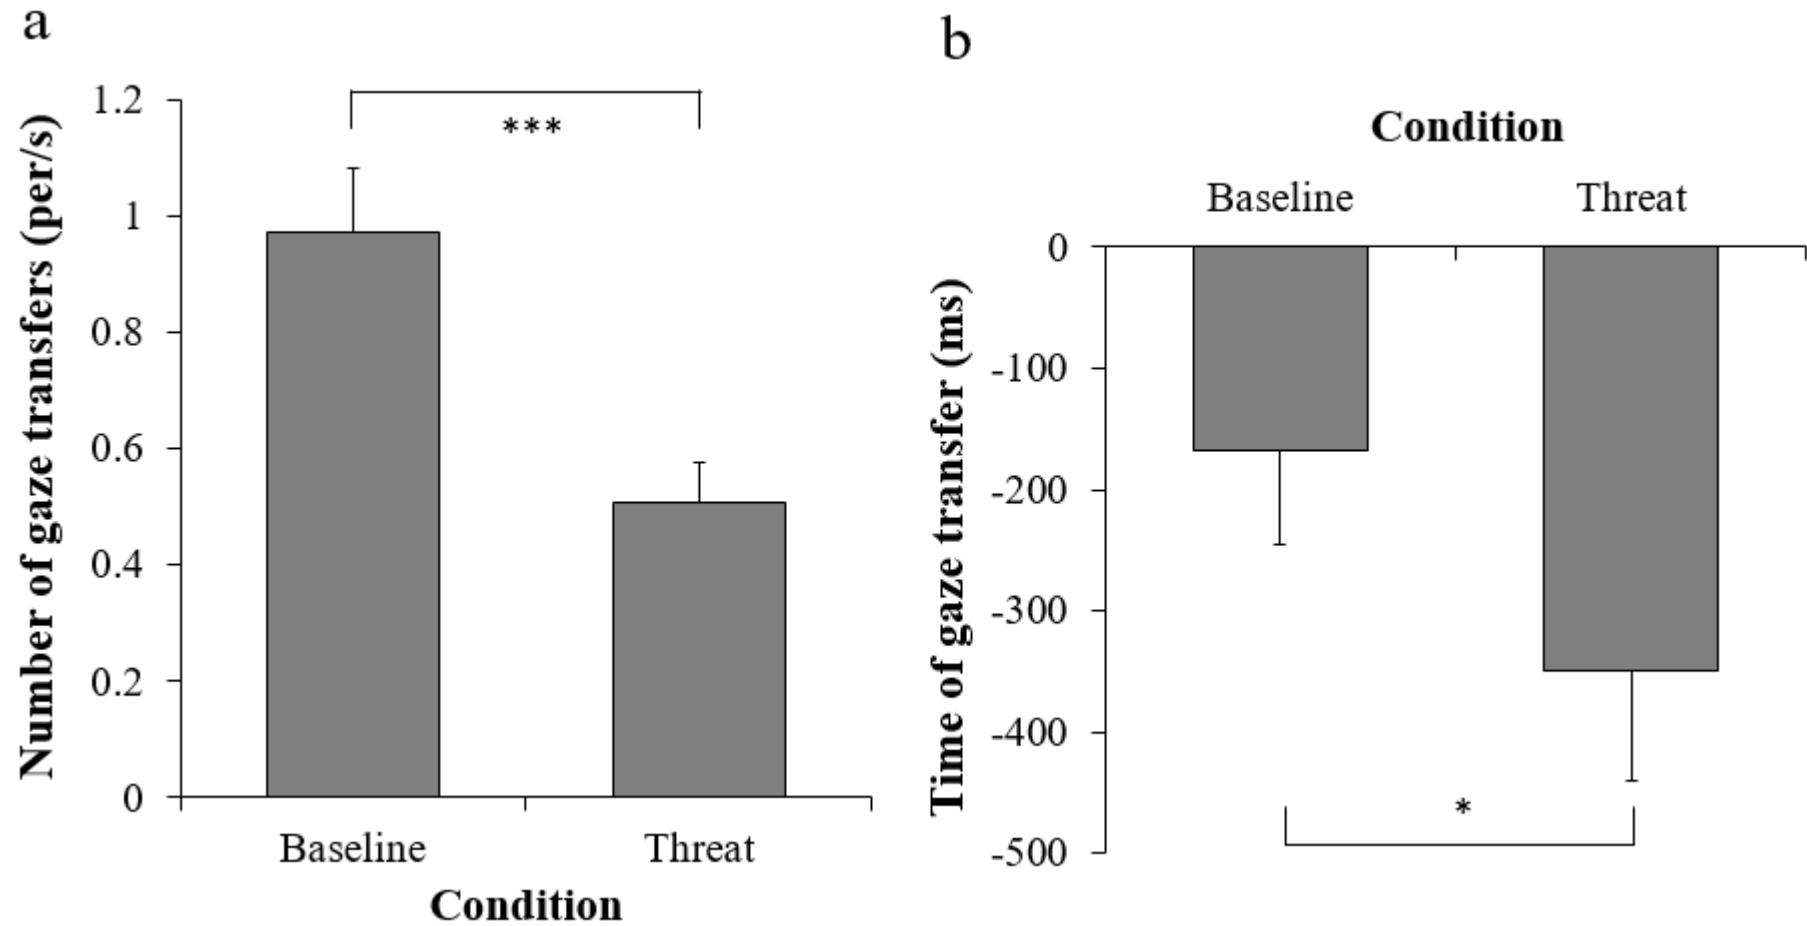 a
Number of gaze transfers (per/s)
1.2
1
0.8
0.6
0.4
0.2
0
***
Baseline
Threat
Condition
b
Condition
Baseline
Threat
Time of gaze transfer (ms)
0
-100
-200
-300
-400
-500
*